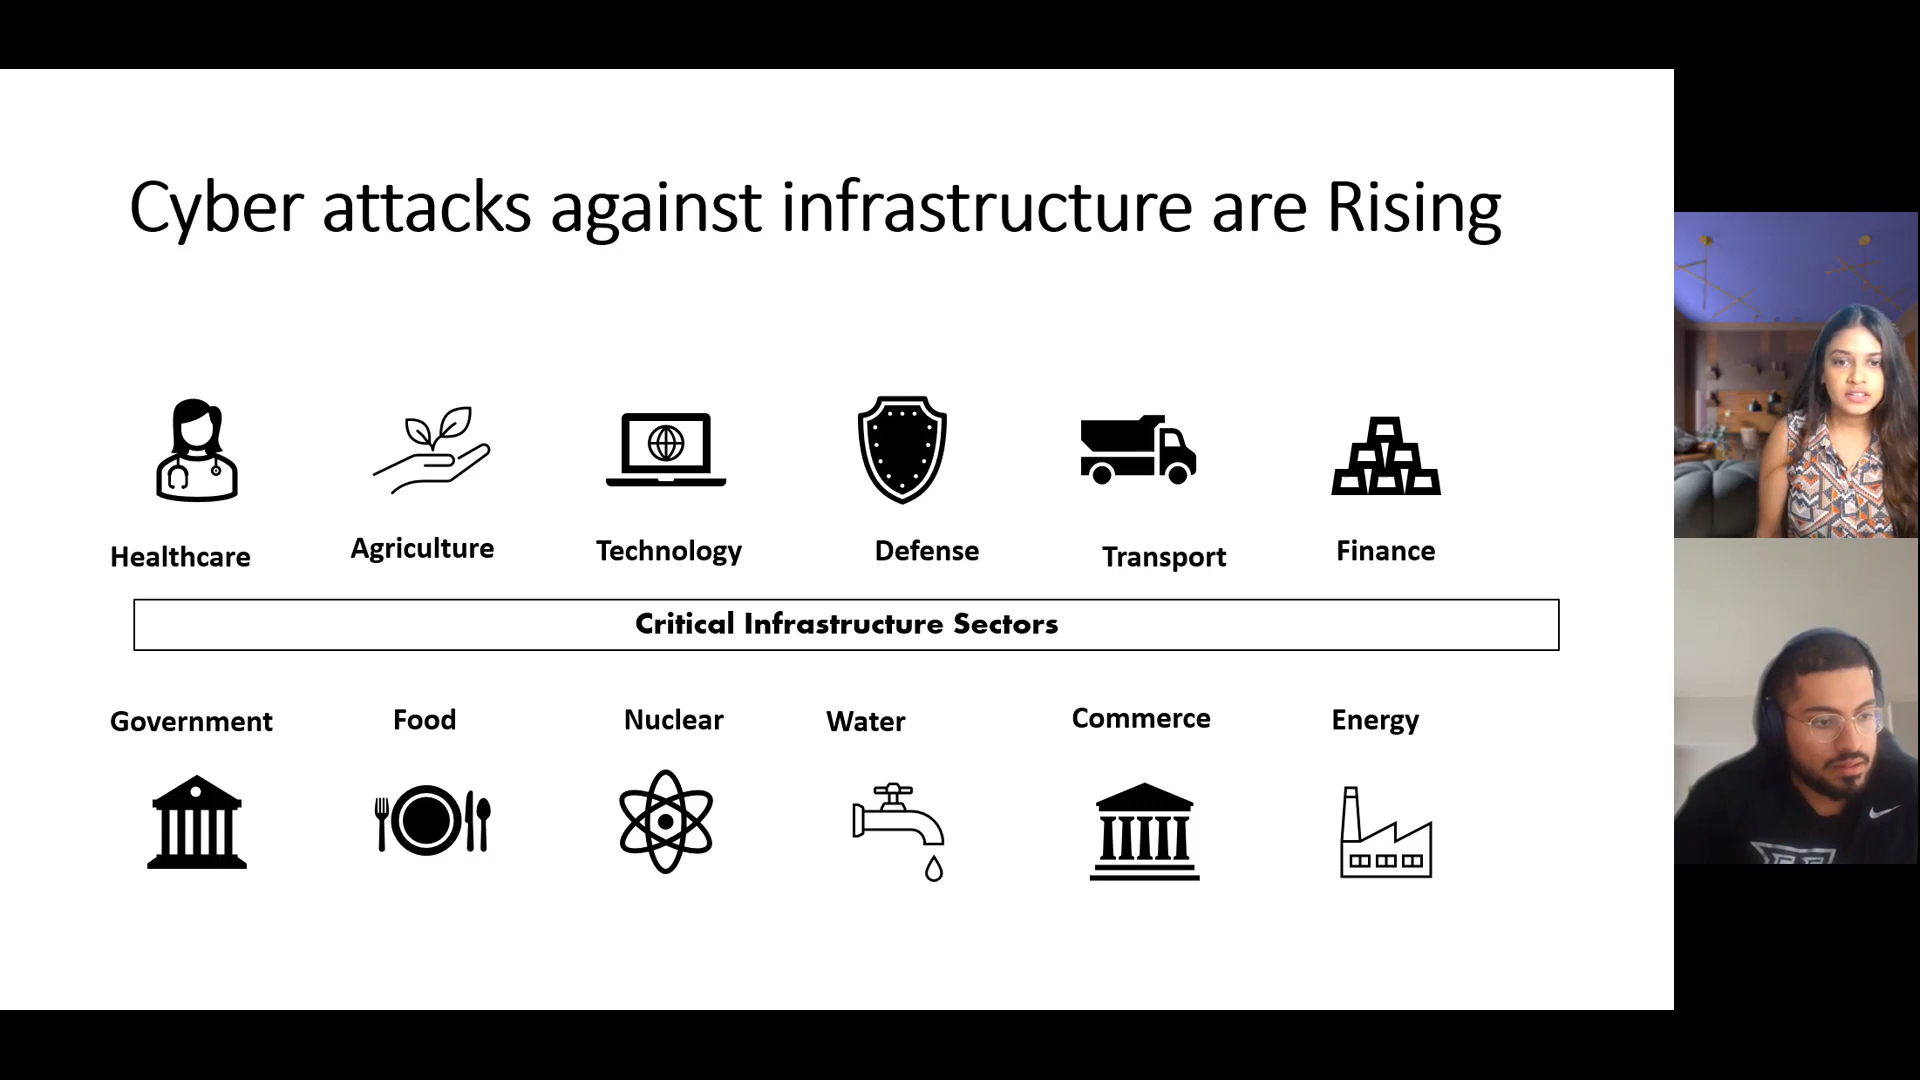 Cyber attacks against infrastructure are Rising
Healthcare
Agriculture
Technology
Defense
Transport
Finance
Critical Infrastructure Sectors
Government
Food
Nuclear
Water
Commerce
Energy